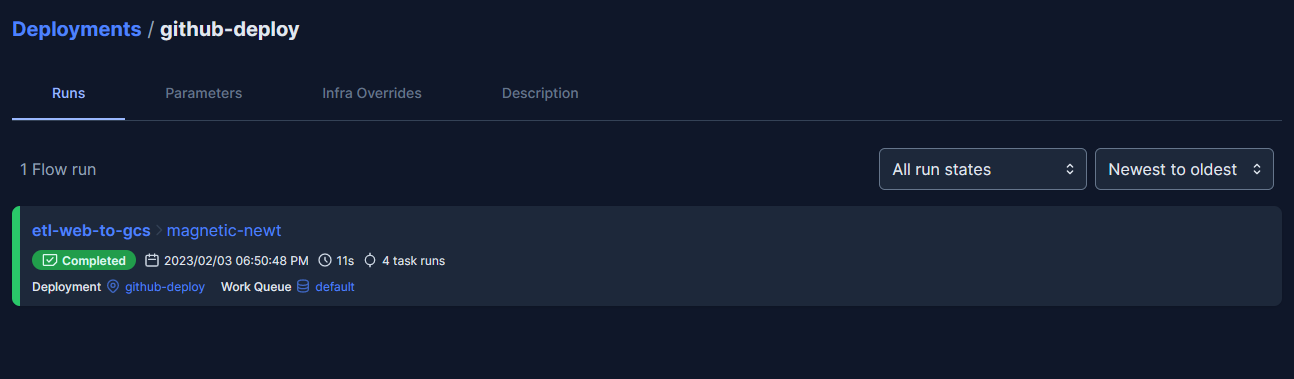 Deployments / github-deploy
Runs Parameters Infra Overrides Description
1 Flow run All run states Newest to oldest
etl-web-to-gcs > magnetic-newt
Completed 2023/02/03 06:50:48 PM 11s 4 task runs
Deployment github-deploy Work Queue default